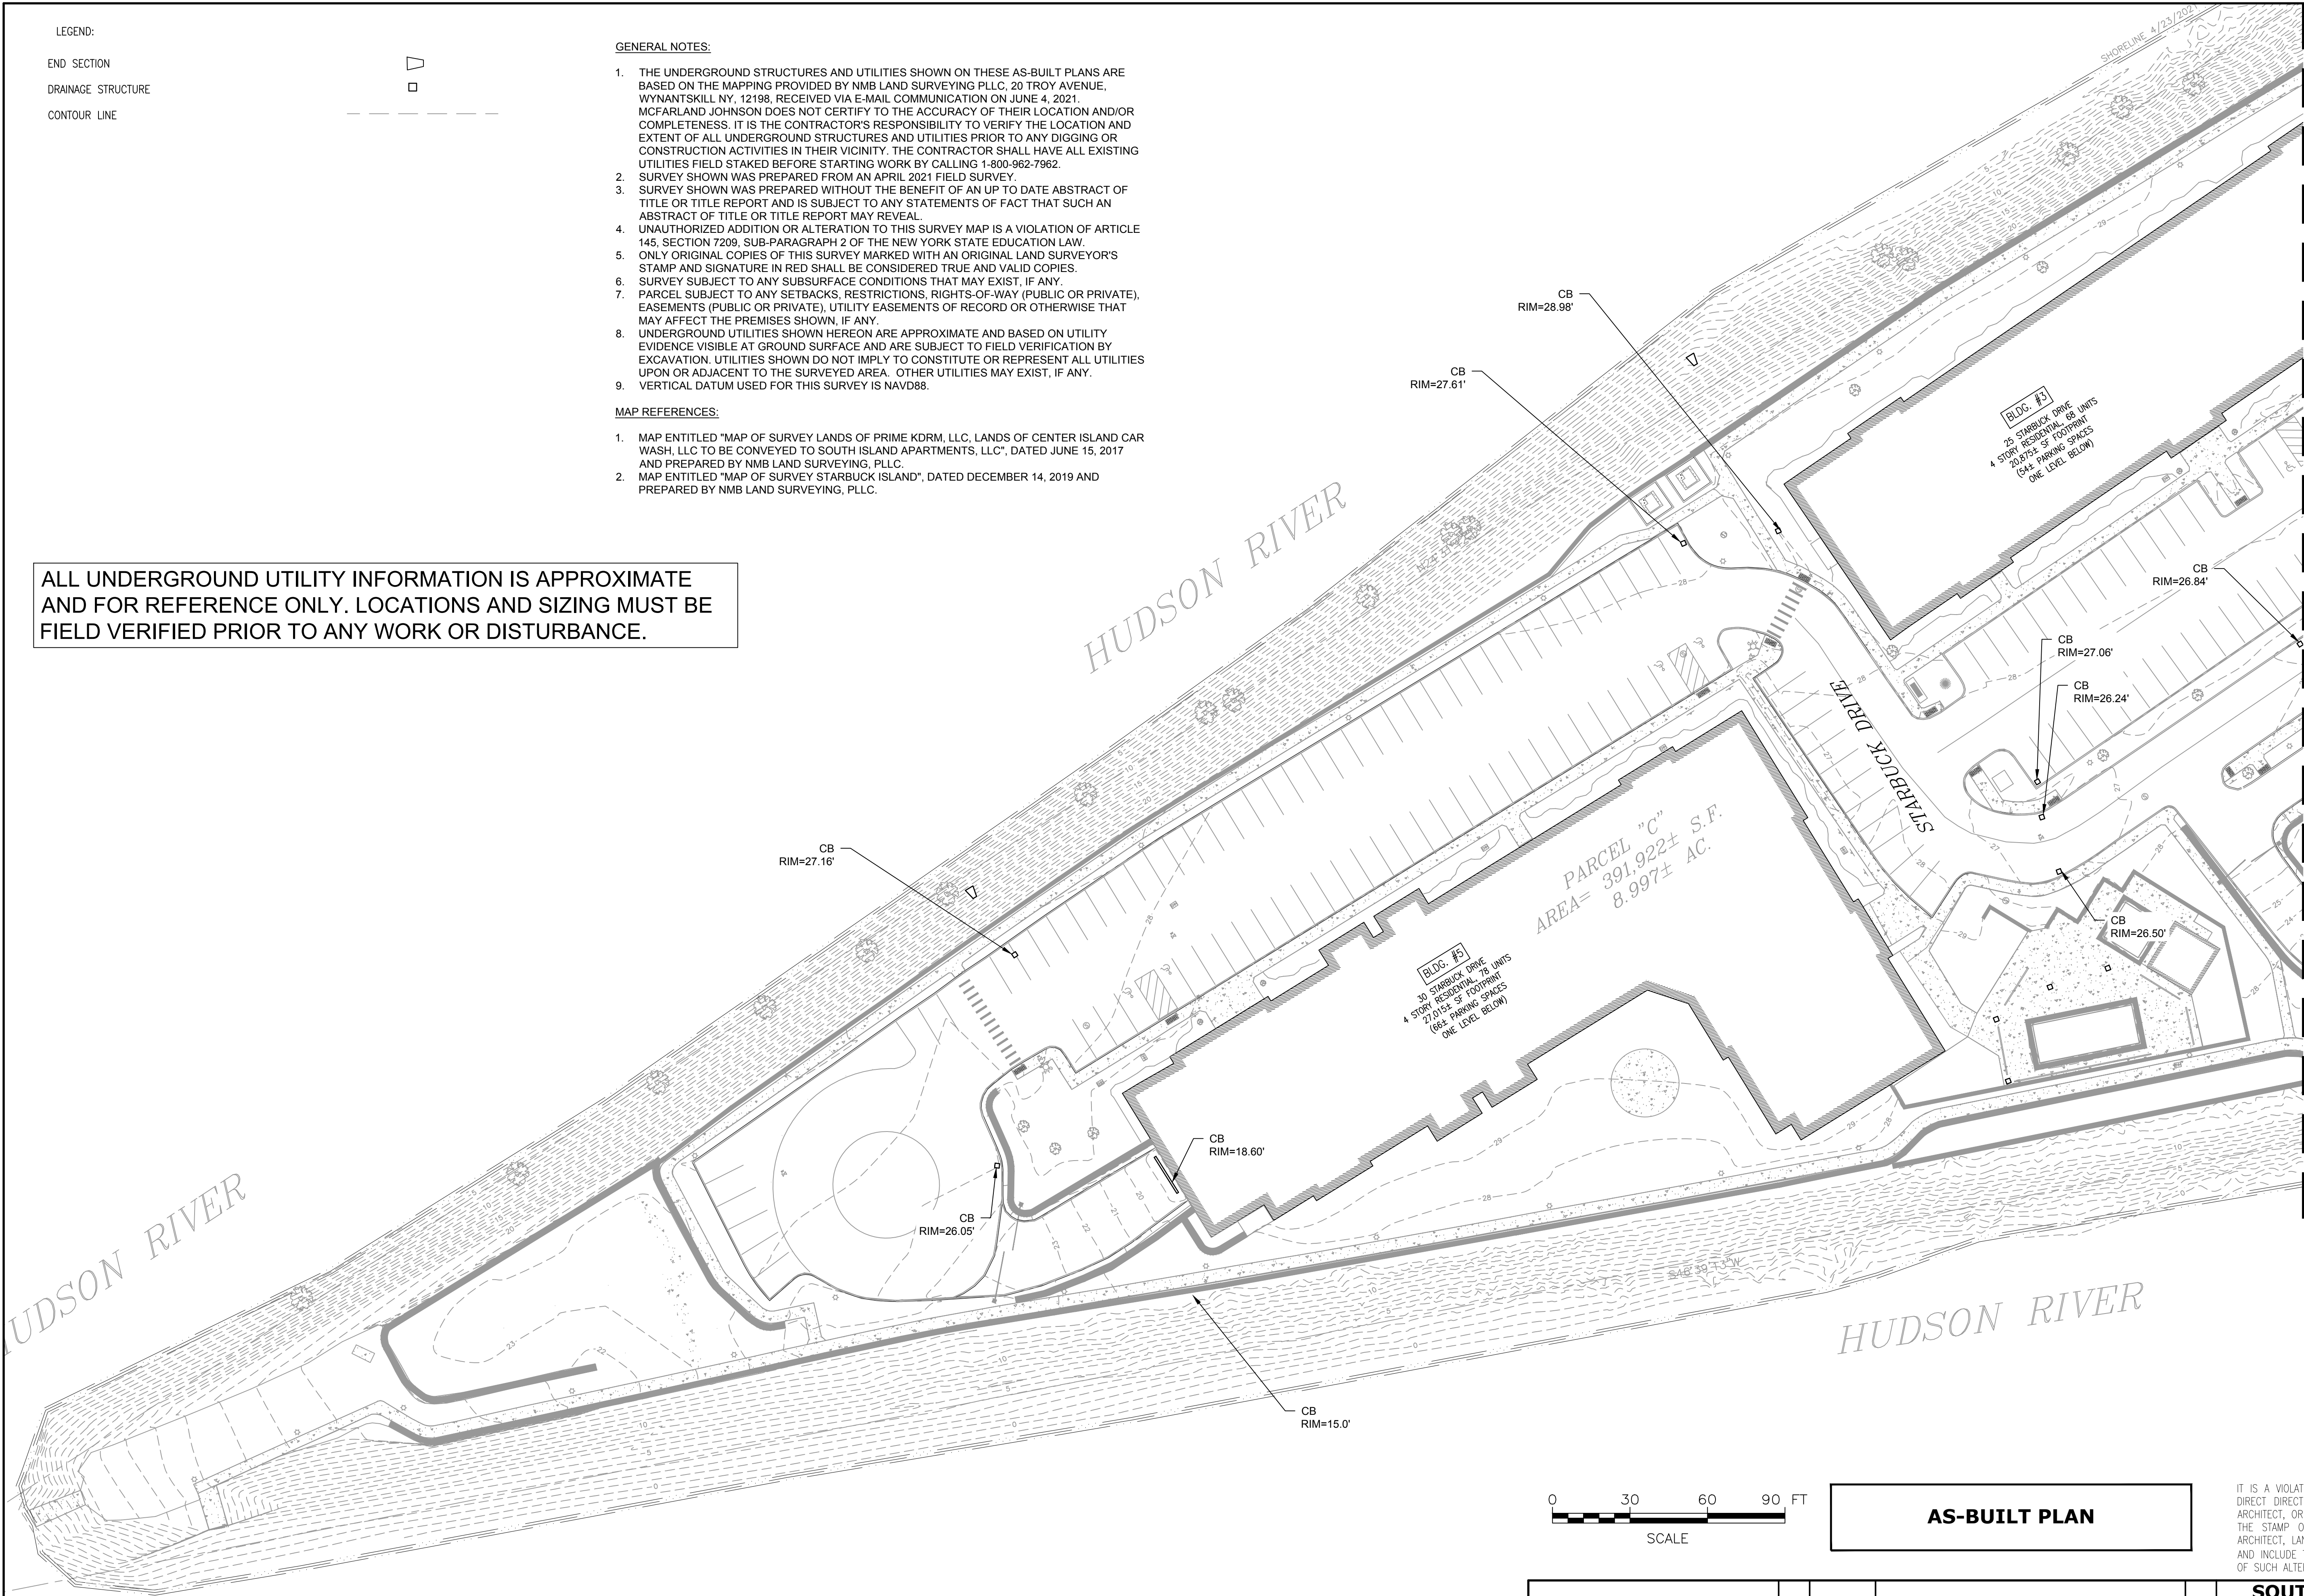 LEGEND:
END SECTION
DRAINAGE STRUCTURE
CONTOUR LINE
GENERAL NOTES:
1. THE UNDERGROUND STRUCTURES AND UTILITIES SHOWN ON THESE AS-BUILT PLANS ARE
BASED ON THE MAPPING PROVIDED BY NMB LAND SURVEYING PLLC, 20 TROY AVENUE,
WYNANTSKILL NY, 12198, RECEIVED VIA E-MAIL COMMUNICATION ON JUNE 4, 2021.
MCFARLAND JOHNSON DOES NOT CERTIFY TO THE ACCURACY OF THEIR LOCATION AND/OR
COMPLETENESS. IT IS THE CONTRACTOR'S RESPONSIBILITY TO VERIFY THE LOCATION AND
EXTENT OF ALL UNDERGROUND STRUCTURES AND UTILITIES PRIOR TO ANY DIGGING OR
CONSTRUCTION ACTIVITIES IN THEIR VICINITY. THE CONTRACTOR SHALL HAVE ALL EXISTING
UTILITIES FIELD STAKED BEFORE STARTING WORK BY CALLING 1-800-962-7962.
2. SURVEY SHOWN WAS PREPARED FROM AN APRIL 2021 FIELD SURVEY.
3. SURVEY SHOWN WAS PREPARED WITHOUT THE BENEFIT OF AN UP TO DATE ABSTRACT OF
TITLE OR TITLE REPORT AND IS SUBJECT TO ANY STATEMENTS OF FACT THAT SUCH AN
ABSTRACT OF TITLE OR TITLE REPORT MAY REVEAL.
4. UNAUTHORIZED ADDITION OR ALTERATION TO THIS SURVEY MAP IS A VIOLATION OF ARTICLE
145, SECTION 7209, SUB-PARAGRAPH 2 OF THE NEW YORK STATE EDUCATION LAW.
5. ONLY ORIGINAL COPIES OF THIS SURVEY MARKED WITH AN ORIGINAL LAND SURVEYOR'S
STAMP AND SIGNATURE IN RED SHALL BE CONSIDERED TRUE AND VALID COPIES.
6. SURVEY SUBJECT TO ANY SUBSURFACE CONDITIONS THAT MAY EXIST, IF ANY.
7. PARCEL SUBJECT TO ANY SETBACKS, RESTRICTIONS, RIGHTS-OF-WAY (PUBLIC OR PRIVATE),
EASEMENTS (PUBLIC OR PRIVATE), UTILITY EASEMENTS OF RECORD OR OTHERWISE THAT
MAY AFFECT THE PREMISES SHOWN, IF ANY.
8. UNDERGROUND UTILITIES SHOWN HEREON ARE APPROXIMATE AND BASED ON UTILITY
EVIDENCE VISIBLE AT GROUND SURFACE AND ARE SUBJECT TO FIELD VERIFICATION BY
EXCAVATION. UTILITIES SHOWN DO NOT IMPLY TO CONSTITUTE OR REPRESENT ALL UTILITIES
UPON OR ADJACENT TO THE SURVEYED AREA. OTHER UTILITIES MAY EXIST, IF ANY.
9. VERTICAL DATUM USED FOR THIS SURVEY IS NAVD88.
MAP REFERENCES:
1. MAP ENTITLED "MAP OF SURVEY LANDS OF PRIME KDRM, LLC, LANDS OF CENTER ISLAND CAR
WASH, LLC TO BE CONVEYED TO SOUTH ISLAND APARTMENTS, LLC", DATED JUNE 15, 2017
AND PREPARED BY NMB LAND SURVEYING, PLLC.
2. MAP ENTITLED "MAP OF SURVEY STARBUCK ISLAND", DATED DECEMBER 14, 2019 AND
PREPARED BY NMB LAND SURVEYING, PLLC.
ALL UNDERGROUND UTILITY INFORMATION IS APPROXIMATE
AND FOR REFERENCE ONLY. LOCATIONS AND SIZING MUST BE
FIELD VERIFIED PRIOR TO ANY WORK OR DISTURBANCE.
SHORELINE 4/23/2021
CB
RIM=28.98'
CB
RIM=27.61'
BLDG. #3
25 STARBUCK DRIVE
4 STORY RESIDENTIAL, 68 UNITS
20,875± SF FOOTPRINT
(54± PARKING SPACES
ONE LEVEL BELOW)
HUDSON RIVER
CB
RIM=26.84'
CB
RIM=27.06'
CB
RIM=26.24'
STARBUCK DRIVE
CB
RIM=27.16'
PARCEL "C"
AREA= 391,922± S.F.
8.997± AC.
CB
RIM=26.50'
BLDG. #5
30 STARBUCK DRIVE
4 STORY RESIDENTIAL, 78 UNITS
27,015± SF FOOTPRINT
(66± PARKING SPACES
ONE LEVEL BELOW)
CB
RIM=18.60'
CB
RIM=26.05'
HUDSON RIVER
S48°39'13"W
HUDSON RIVER
CB
RIM=15.0'
0 30 60 90 FT
SCALE
AS-BUILT PLAN
IT IS A VIOLAT
DIRECT DIRECT
ARCHITECT, OR
THE STAMP O
ARCHITECT, LAN
AND INCLUDE T
OF SUCH ALTE
SOUT